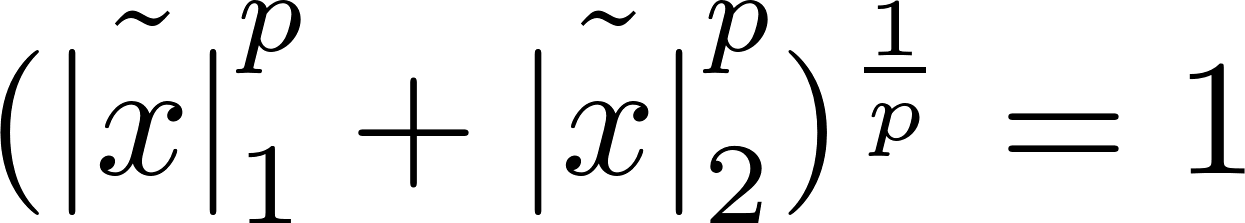 $(|\tilde{x}|_1^p + |\tilde{x}|_2^p)^{\frac{1}{p}} = 1$